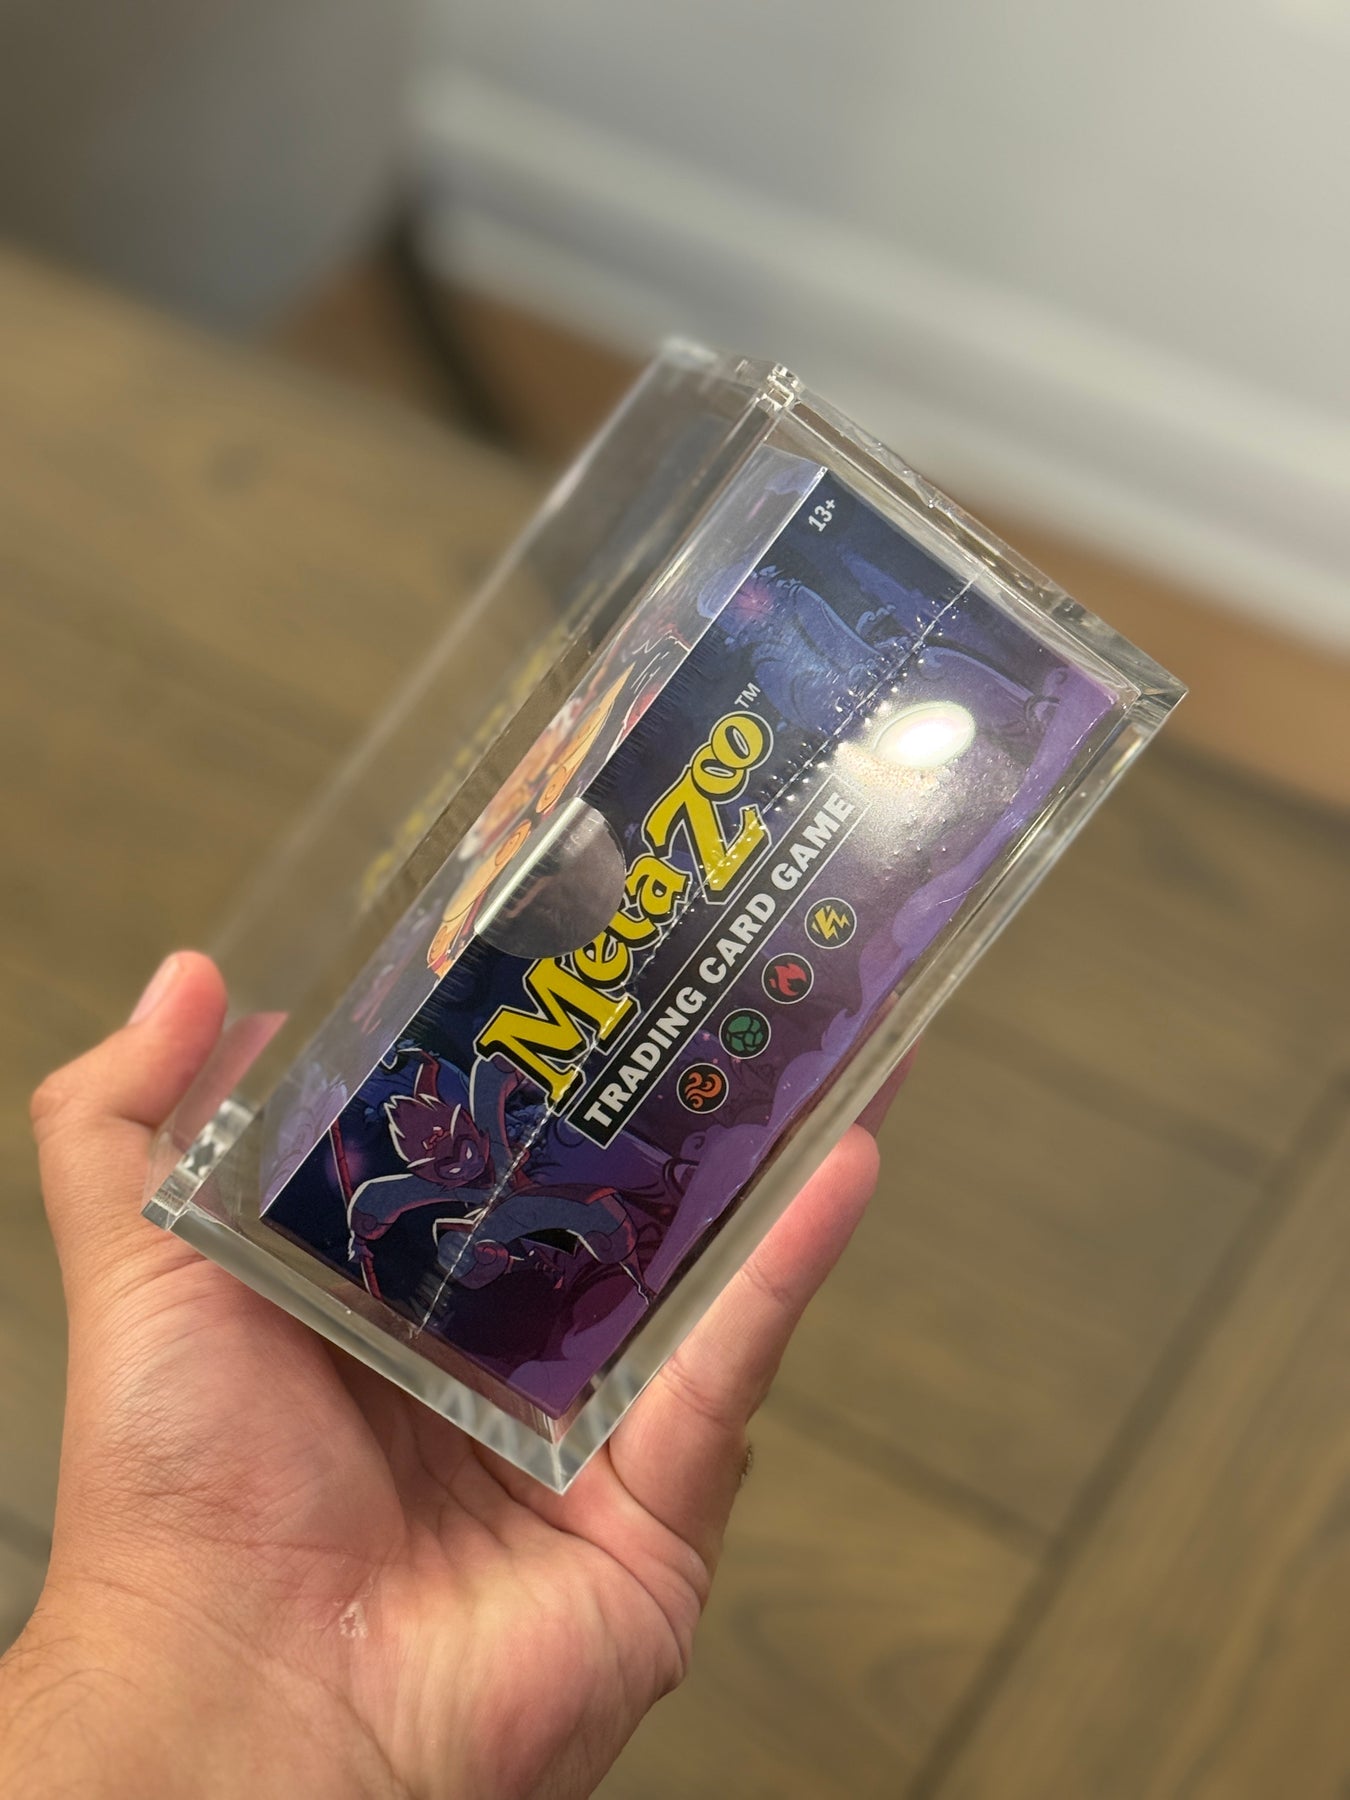 13+
MetaZoo™
TRADING CARD GAME